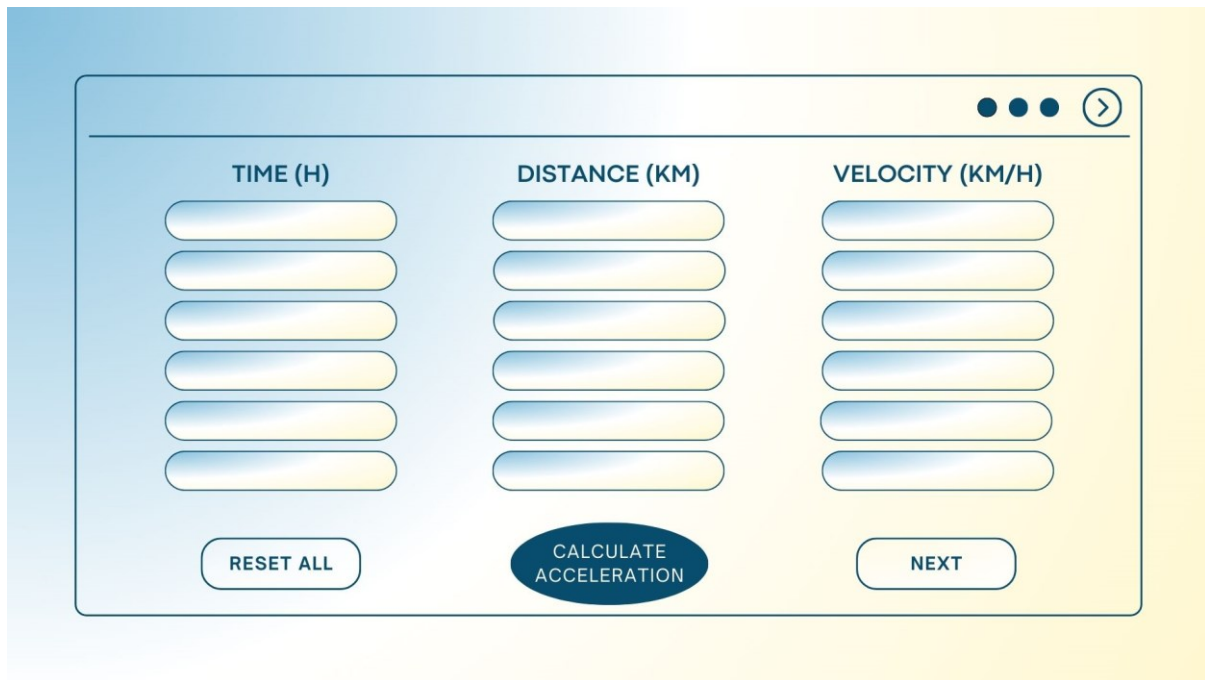 TIME (H)
DISTANCE (KM)
VELOCITY (KM/H)
RESET ALL
CALCULATE
ACCELERATION
NEXT